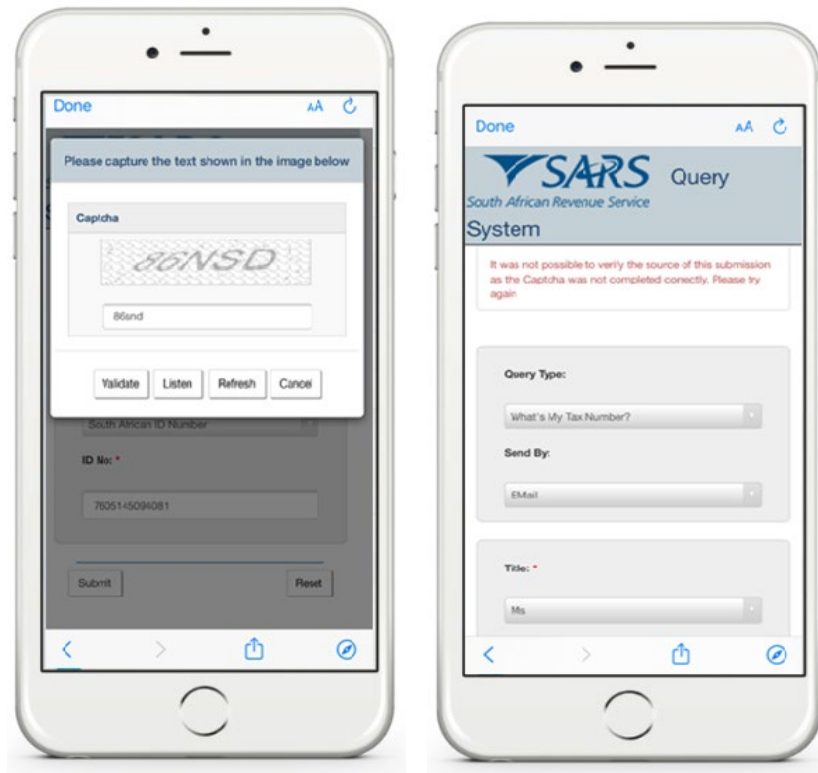 Done
AA
Please capture the text shown in the image below
Captcha
86NSD
86snd
Validate
Listen
Refresh
Cancel
South African ID Number
ID No: *
7605145094081
Submit
Reset
Done
AA
SARS Query
South African Revenue Service
System
It was not possible to verify the source of this submission
as the Captcha was not completed correctly. Please try
again
Query Type:
What's My Tax Number?
Send By:
EMail
Title: *
Ms